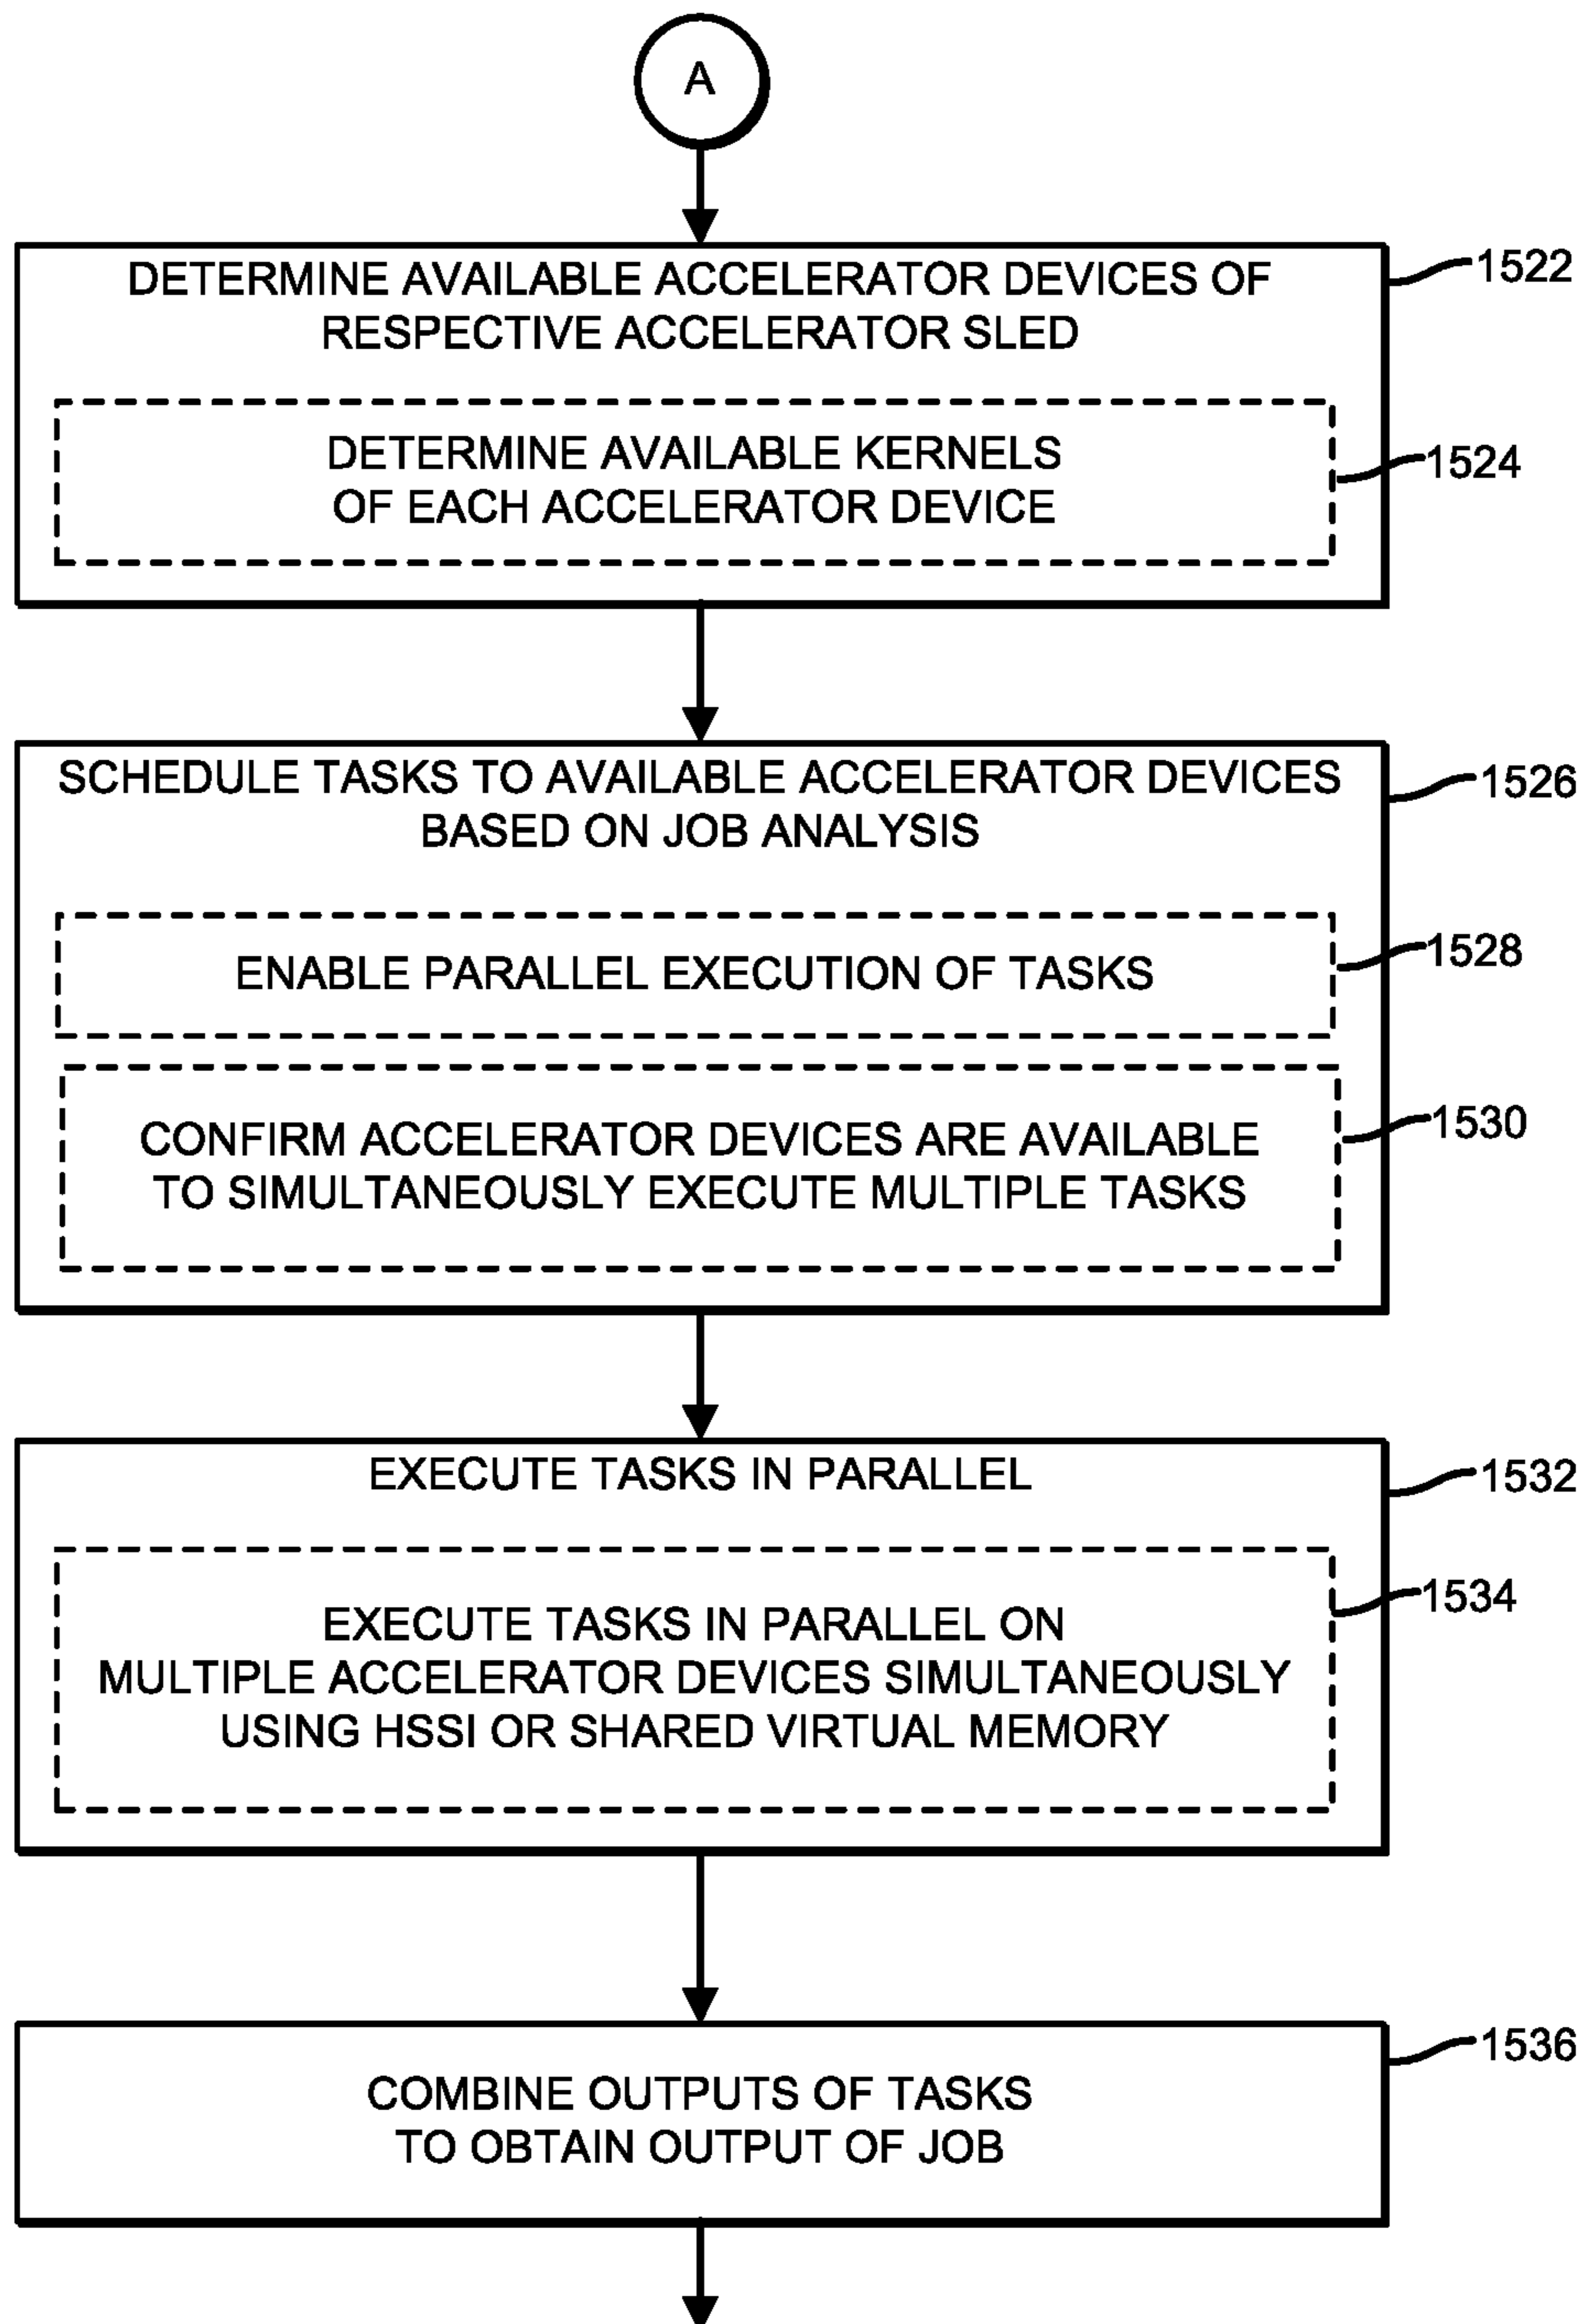 A
DETERMINE AVAILABLE ACCELERATOR DEVICES OF
RESPECTIVE ACCELERATOR SLED
1522
DETERMINE AVAILABLE KERNELS
OF EACH ACCELERATOR DEVICE
1524
SCHEDULE TASKS TO AVAILABLE ACCELERATOR DEVICES
BASED ON JOB ANALYSIS
1526
ENABLE PARALLEL EXECUTION OF TASKS
1528
CONFIRM ACCELERATOR DEVICES ARE AVAILABLE
TO SIMULTANEOUSLY EXECUTE MULTIPLE TASKS
1530
EXECUTE TASKS IN PARALLEL
1532
EXECUTE TASKS IN PARALLEL ON
MULTIPLE ACCELERATOR DEVICES SIMULTANEOUSLY
USING HSSI OR SHARED VIRTUAL MEMORY
1534
COMBINE OUTPUTS OF TASKS
TO OBTAIN OUTPUT OF JOB
1536